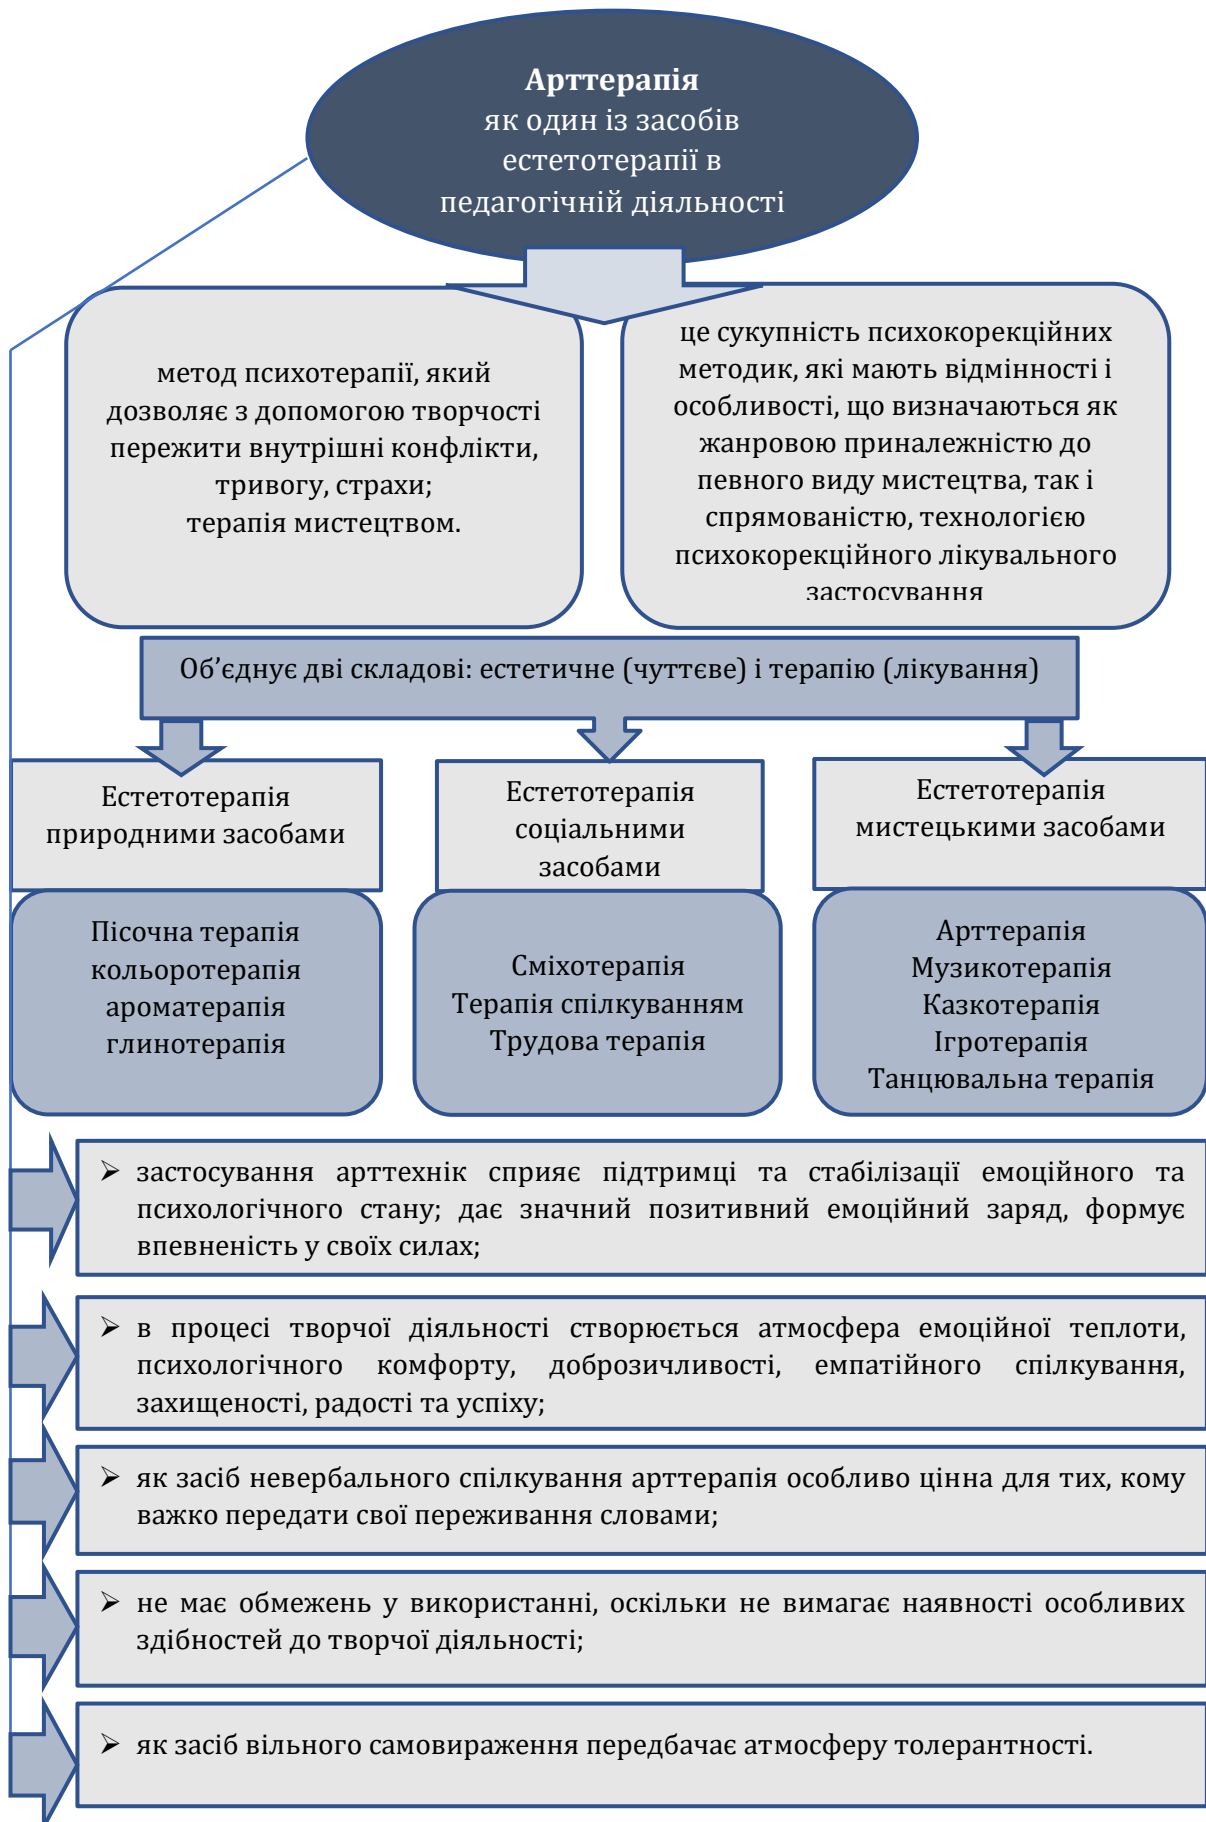 Арттерапія
як один із засобів
естетотерапії в
педагогічній діяльності
метод психотерапії, який
дозволяє з допомогою творчості
пережити внутрішні конфлікти,
тривогу, страхи;
терапія мистецтвом.
це сукупність психокорекційних
методик, які мають відмінності і
особливості, що визначаються як
жанровою приналежністю до
певного виду мистецтва, так і
спрямованістю, технологією
психокорекційного лікувального
застосування
Об’єднує дві складові: естетичне (чуттєве) і терапію (лікування)
Естетотерапія
природними засобами
Естетотерапія
соціальними
засобами
Естетотерапія
мистецькими засобами
Пісочна терапія
кольоротерапія
ароматерапія
глинотерапія
Сміхотерапія
Терапія спілкуванням
Трудова терапія
Арттерапія
Музикотерапія
Казкотерапія
Ігротерапія
Танцювальна терапія
➢ застосування арттехнік сприяє підтримці та стабілізації емоційного та
психологічного стану; дає значний позитивний емоційний заряд, формує
впевненість у своїх силах;
➢ в процесі творчої діяльності створюється атмосфера емоційної теплоти,
психологічного комфорту, доброзичливості, емпатійного спілкування,
захищеності, радості та успіху;
➢ як засіб невербального спілкування арттерапія особливо цінна для тих, кому
важко передати свої переживання словами;
➢ не має обмежень у використанні, оскільки не вимагає наявності особливих
здібностей до творчої діяльності;
➢ як засіб вільного самовираження передбачає атмосферу толерантності.